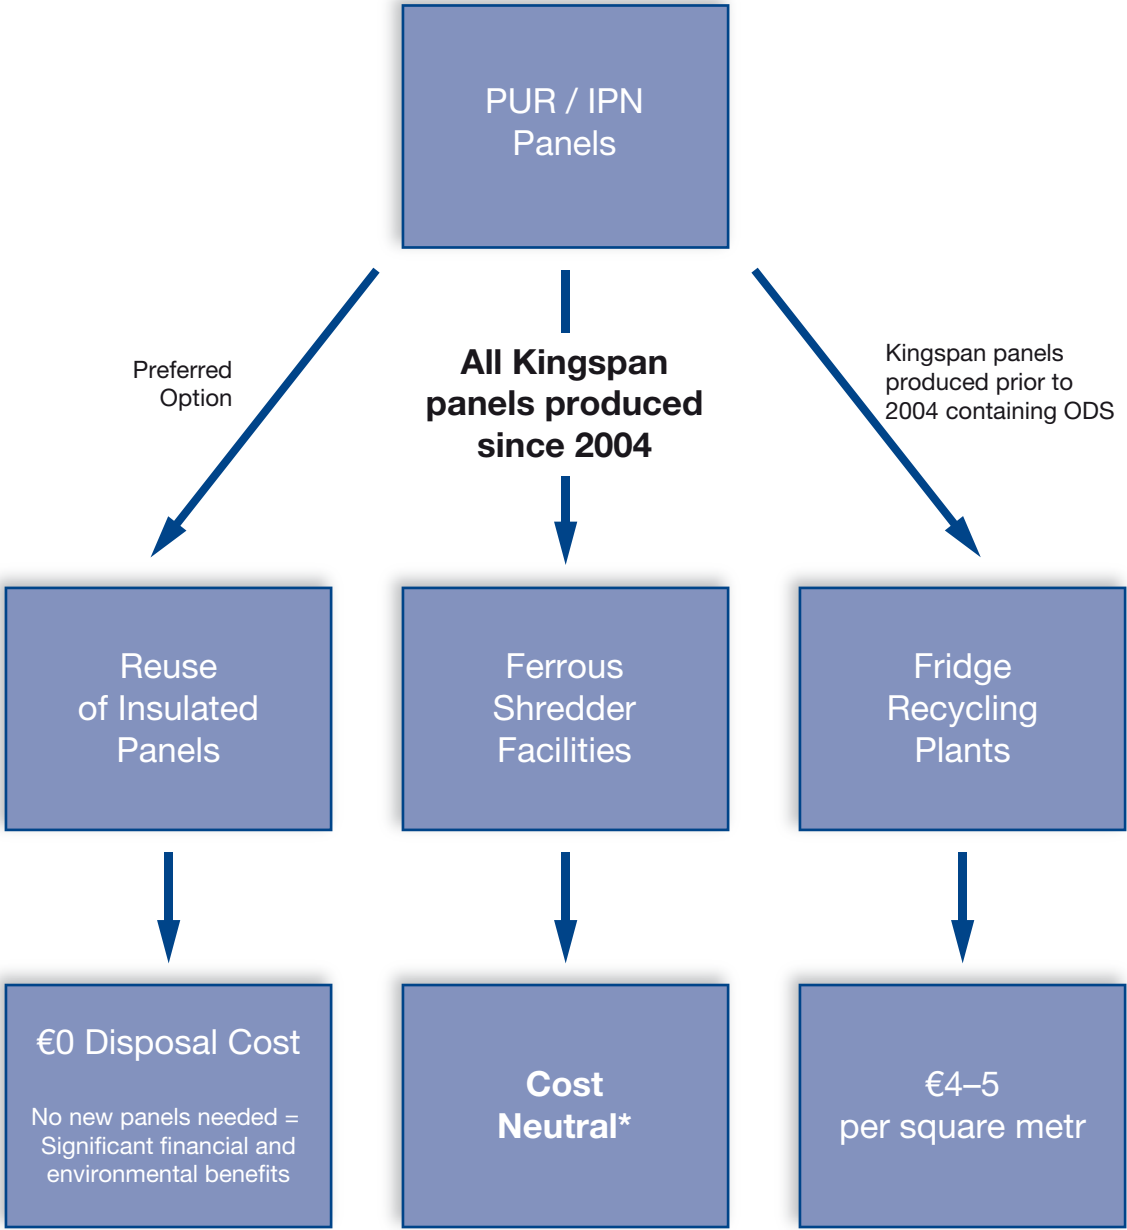 PUR / IPN
Panels
Preferred
Option
All Kingspan
panels produced
since 2004
Kingspan panels
produced prior to
2004 containing ODS
Reuse
of Insulated
Panels
Ferrous
Shredder
Facilities
Fridge
Recycling
Plants
€0 Disposal Cost
No new panels needed =
Significant financial and
environmental benefits
Cost
Neutral*
€4–5
per square metr